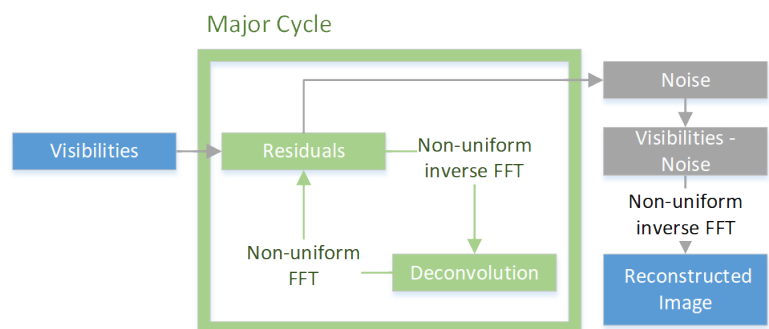 Major Cycle
Noise
Visibilities
Residuals
Non-uniform
inverse FFT
Visibilities -
Noise
Non-uniform
inverse FFT
Non-uniform
FFT
Deconvolution
Reconstructed
Image